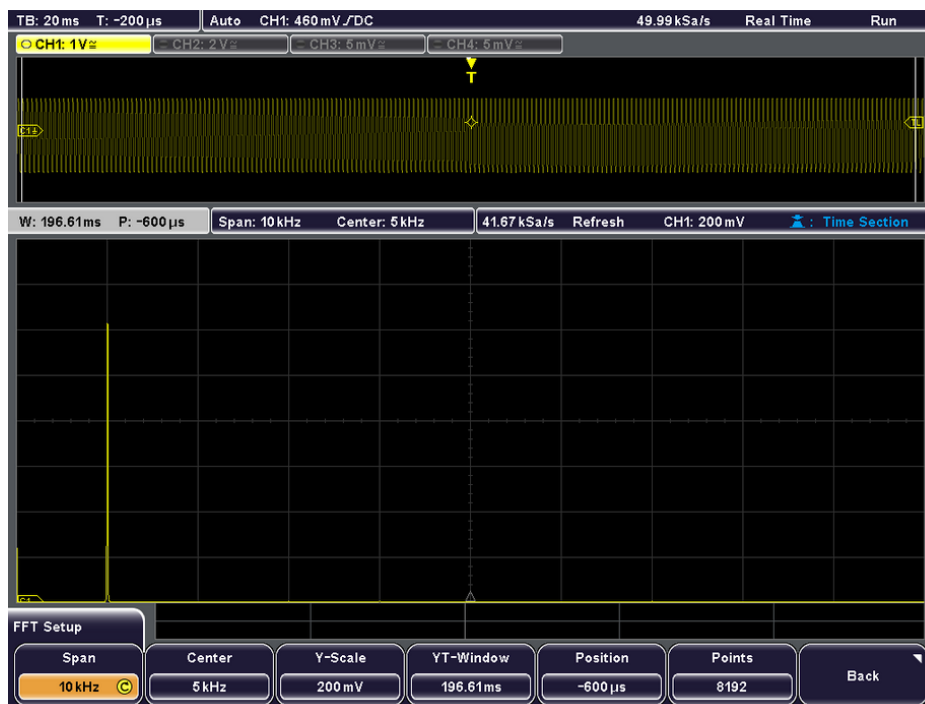 TB: 20 ms T: -200 µs Auto CH1: 460 mV DC 49.99 kSa/s Real Time Run
CH1: 1 V CH2: 2 V CH3: 5 mV CH4: 5 mV
T
C1 TL
W: 196.61 ms P: -600 µs Span: 10 kHz Center: 5 kHz 41.67 kSa/s Refresh CH1: 200 mV : Time Section
C1
FFT Setup
Span Center Y-Scale YT-Window Position Points
10 kHz C 5 kHz 200 mV 196.61 ms -600 µs 8192 Back